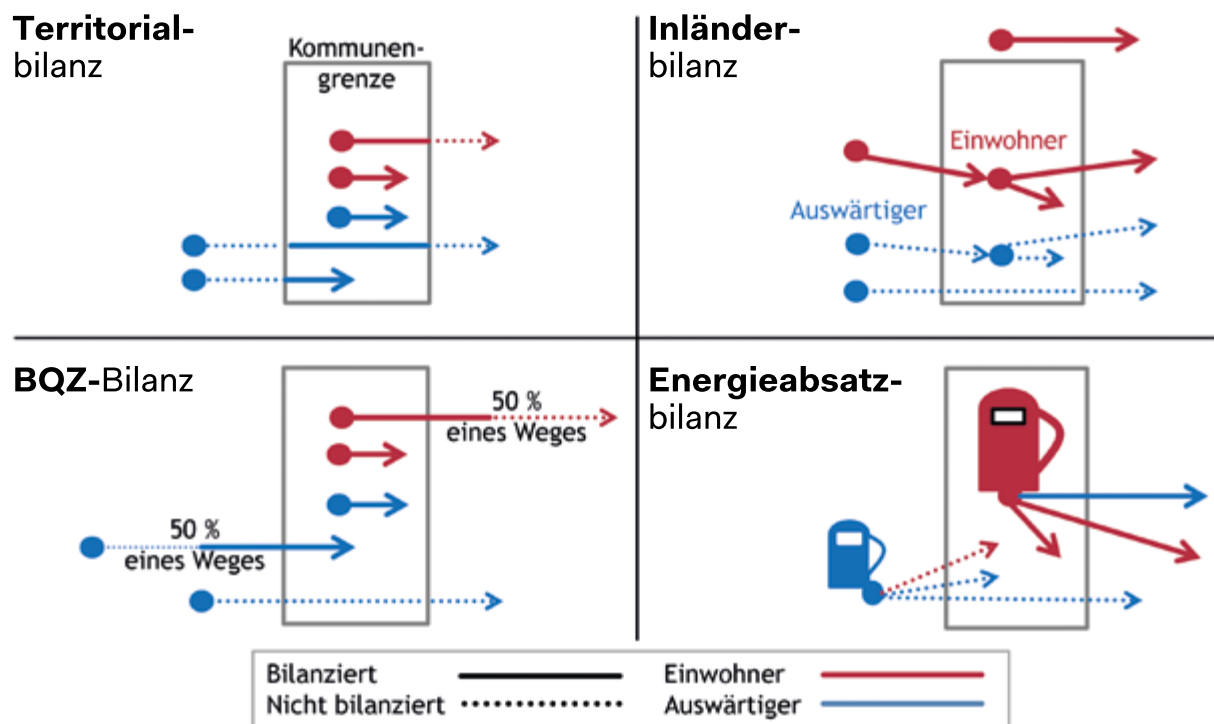 Territorial-
bilanz
Kommunen-
grenze
Inländer-
bilanz
Einwohner
Auswärtiger
BQZ-Bilanz
50 %
eines Weges
50 %
eines Weges
Energieabsatz-
bilanz
Bilanziert
Einwohner
Nicht bilanziert
Auswärtiger